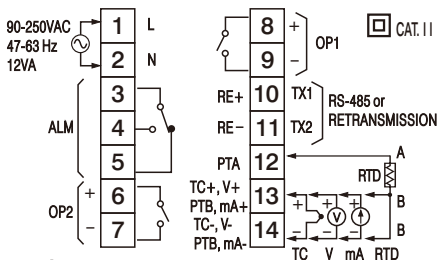 90-250VAC
47-63 Hz
12VA
1 L
2 N
3
4
5
6
7
ALM
OP2
+
−
8 +
9 −
OP1
CAT. II
RE+ 10 TX1
RE− 11 TX2
RS-485 or
RETRANSMISSION
PTA 12 A
RTD
TC+, V+
PTB, mA+
13 B
TC-, V-
PTB, mA-
14 B
+ + +
V
− − −
TC V mA RTD